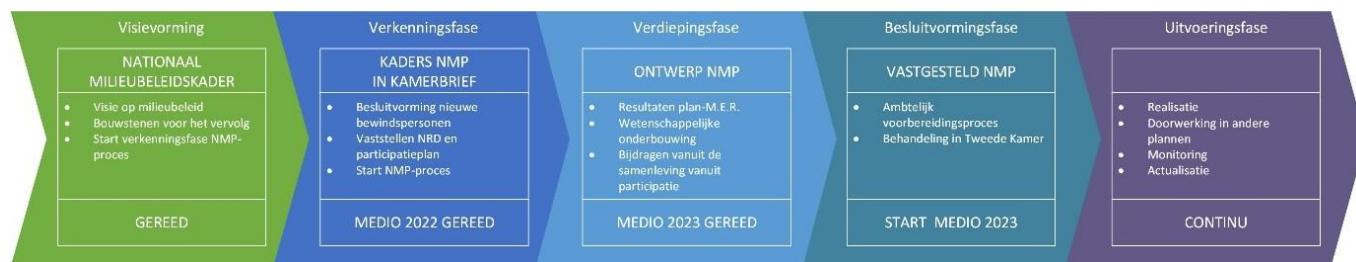 Visievorming
NATIONAAL
MILIEUBELEIDSKADER
• Visie op milieubeleid
• Bouwstenen voor het vervolg
• Start verkenningsfase NMP-
proces
GEREED
Verkenningsfase
KADERS NMP
IN KAMERBRIEF
• Besluitvorming nieuwe
bewindspersonen
• Vaststellen NRD en
participatieplan
• Start NMP-proces
MEDIO 2022 GEREED
Verdiepingsfase
ONTWERP NMP
• Resultaten plan-M.E.R.
• Wetenschappelijke
onderbouwing
• Bijdragen vanuit de
samenleving vanuit
participatie
MEDIO 2023 GEREED
Besluitvormingsfase
VASTGESTELD NMP
• Ambtelijk
voorbereidingsproces
• Behandeling in Tweede Kamer
START MEDIO 2023
Uitvoeringsfase
• Realisatie
• Doorwerking in andere
plannen
• Monitoring
• Actualisatie
CONTINU